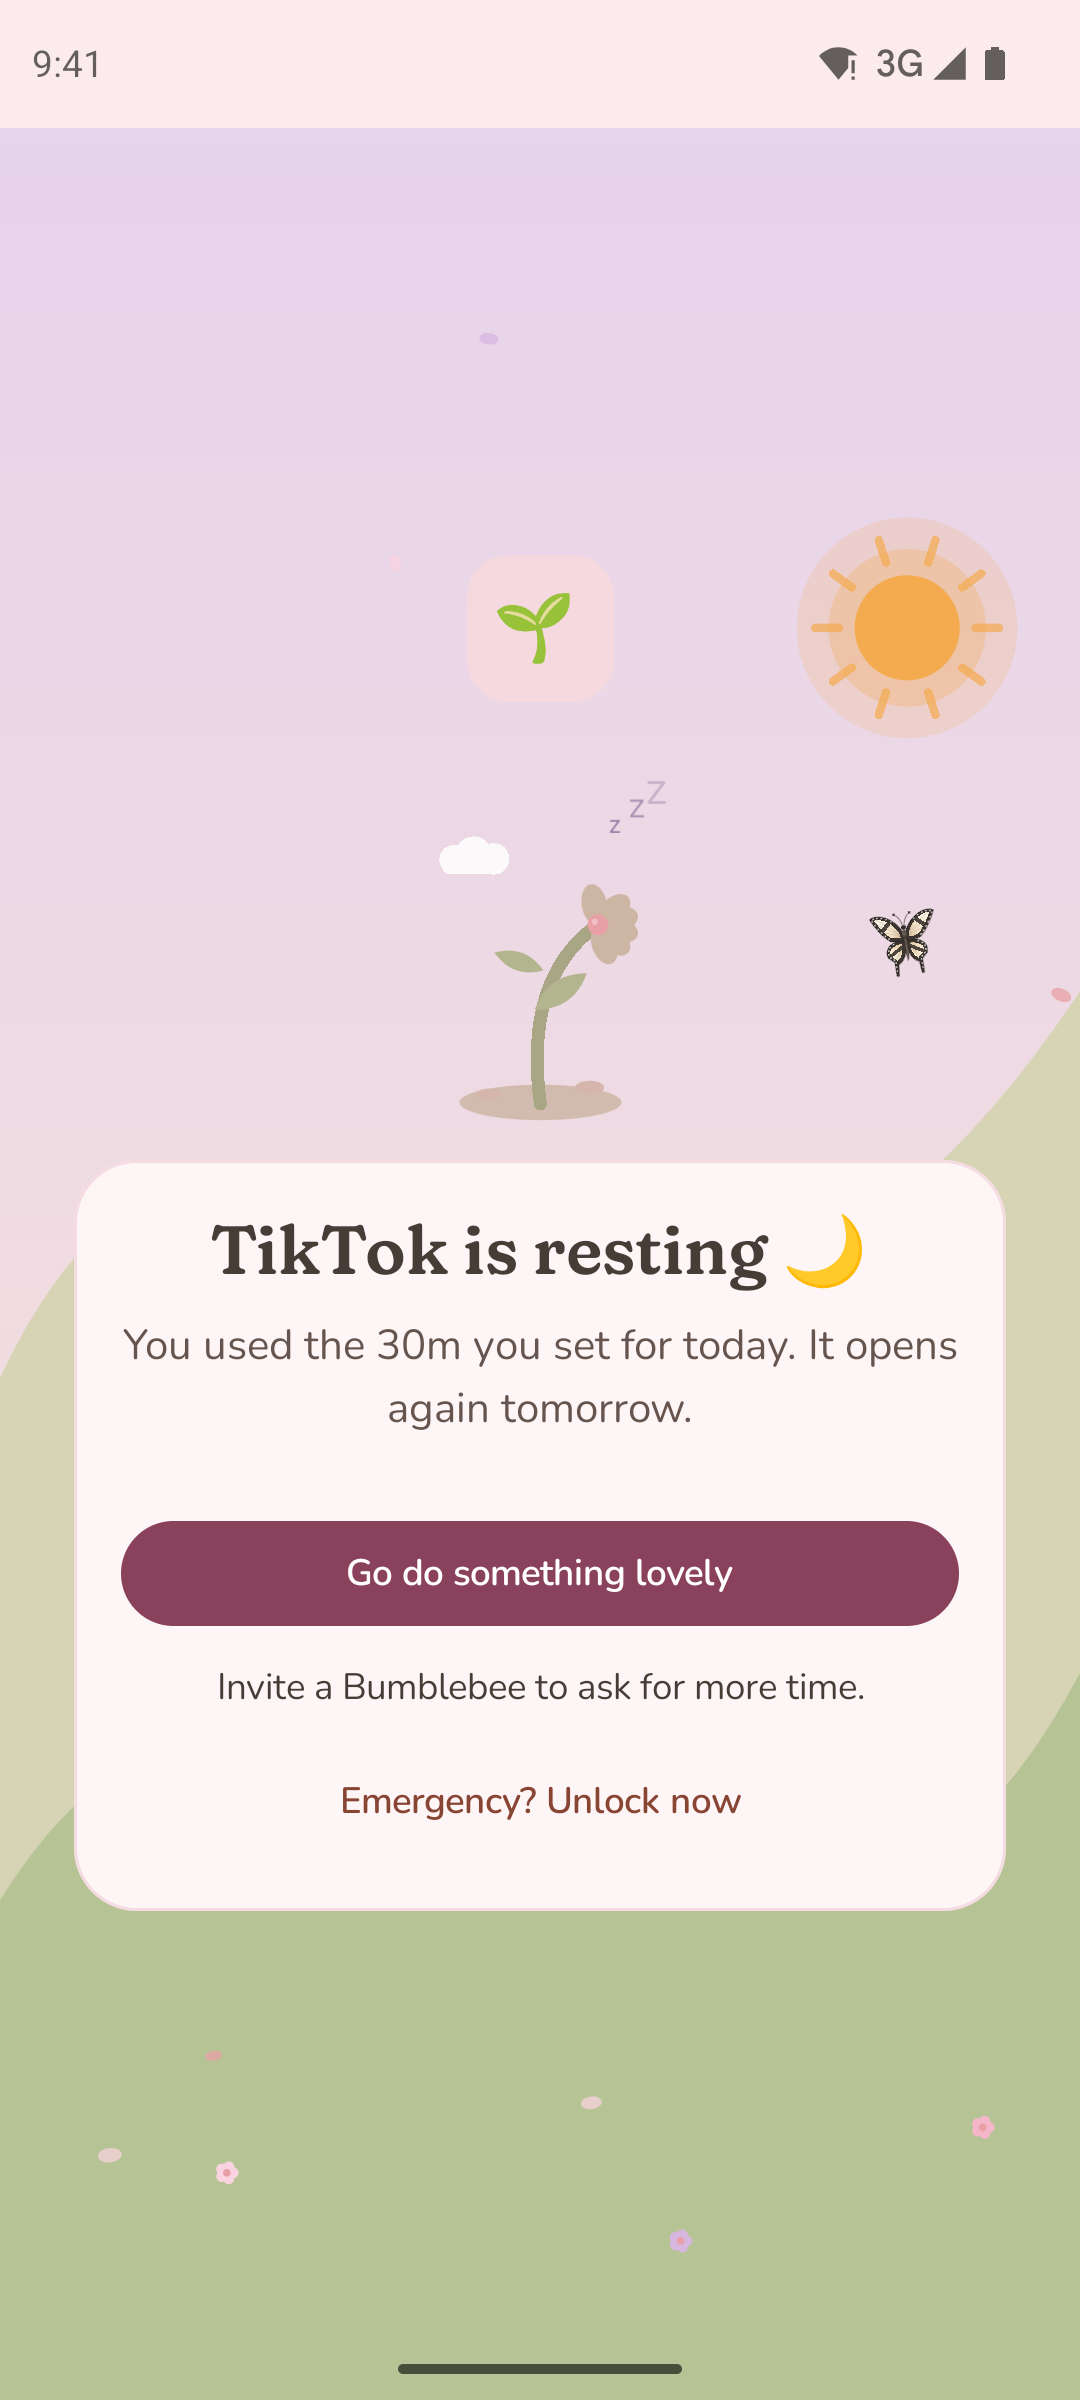 9:41
3G
z z Z
TikTok is resting 🌙
You used the 30m you set for today. It opens
again tomorrow.
Go do something lovely
Invite a Bumblebee to ask for more time.
Emergency? Unlock now